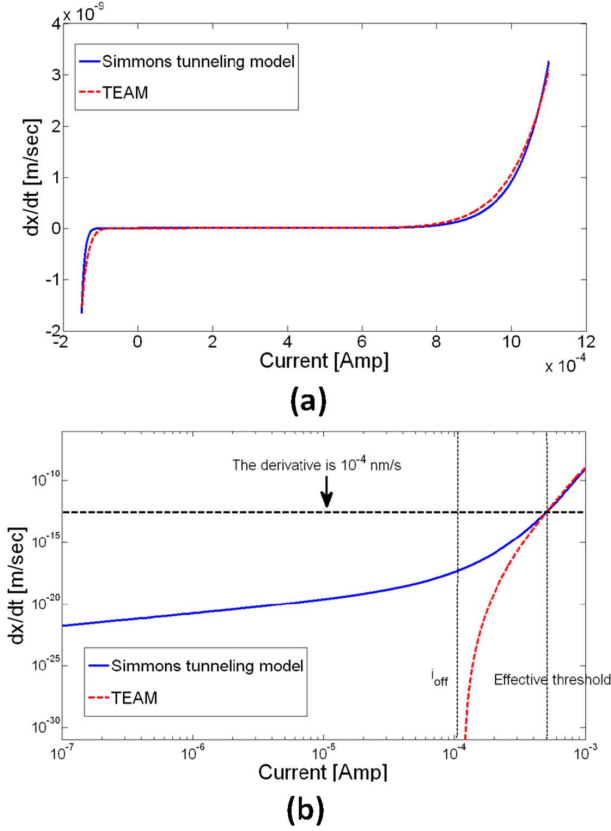 x 10^-9
4
3
2
1
0
-1
-2
dx/dt [m/sec]
Simmons tunneling model
TEAM
-2 0 2 4 6 8 10 12
Current [Amp]
x 10^-4
(a)
10^-10
10^-15
10^-20
10^-25
10^-30
dx/dt [m/sec]
The derivative is 10^-4 nm/s
Simmons tunneling model
TEAM
i_off
Effective threshold
10^-7 10^-6 10^-5 10^-4 10^-3
Current [Amp]
(b)